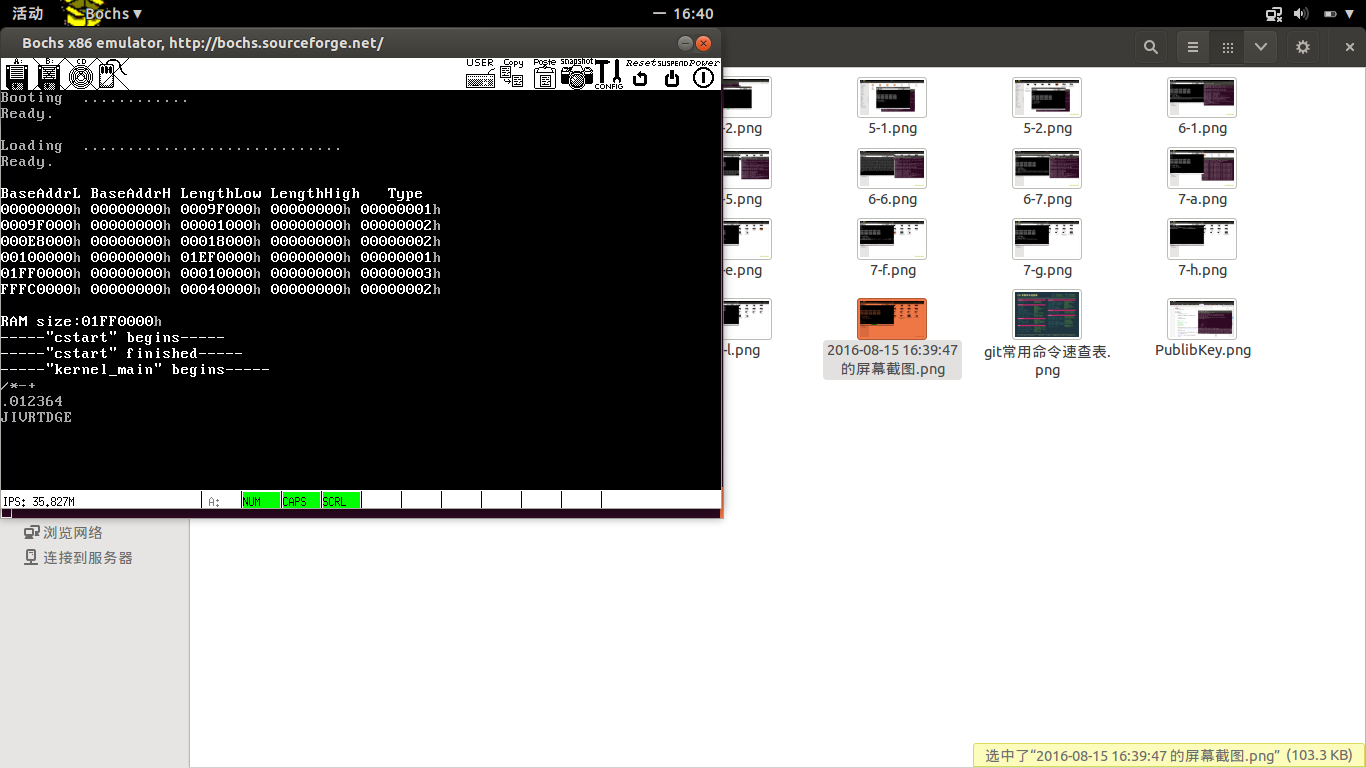 活动 Bochs ▼ 一 16:40
Bochs x86 emulator, http://bochs.sourceforge.net/
A: B: CD USER Copy Paste Snapshot CONFIG Reset SUSPEND Power
Booting ............
Ready.
Loading .............................
Ready.
BaseAddrL BaseAddrH LengthLow LengthHigh Type
00000000h 00000000h 0009F000h 00000000h 00000001h
0009F000h 00000000h 00001000h 00000000h 00000002h
000E8000h 00000000h 00018000h 00000000h 00000002h
00100000h 00000000h 01EF0000h 00000000h 00000001h
01FF0000h 00000000h 00010000h 00000000h 00000003h
FFFC0000h 00000000h 00040000h 00000000h 00000002h
RAM size:01FF0000h
-----"cstart" begins-----
-----"cstart" finished-----
-----"kernel_main" begins-----
/*-+
.012364
JIVRTDGE
IPS: 35.827M A: NUM CAPS SCRL
-2.png 5-1.png 5-2.png 6-1.png
-5.png 6-6.png 6-7.png 7-a.png
-e.png 7-f.png 7-g.png 7-h.png
-l.png 2016-08-15 16:39:47 git常用命令速查表. PublibKey.png
的屏幕截图.png png
浏览网络
连接到服务器
选中了“2016-08-15 16:39:47 的屏幕截图.png” (103.3 KB)